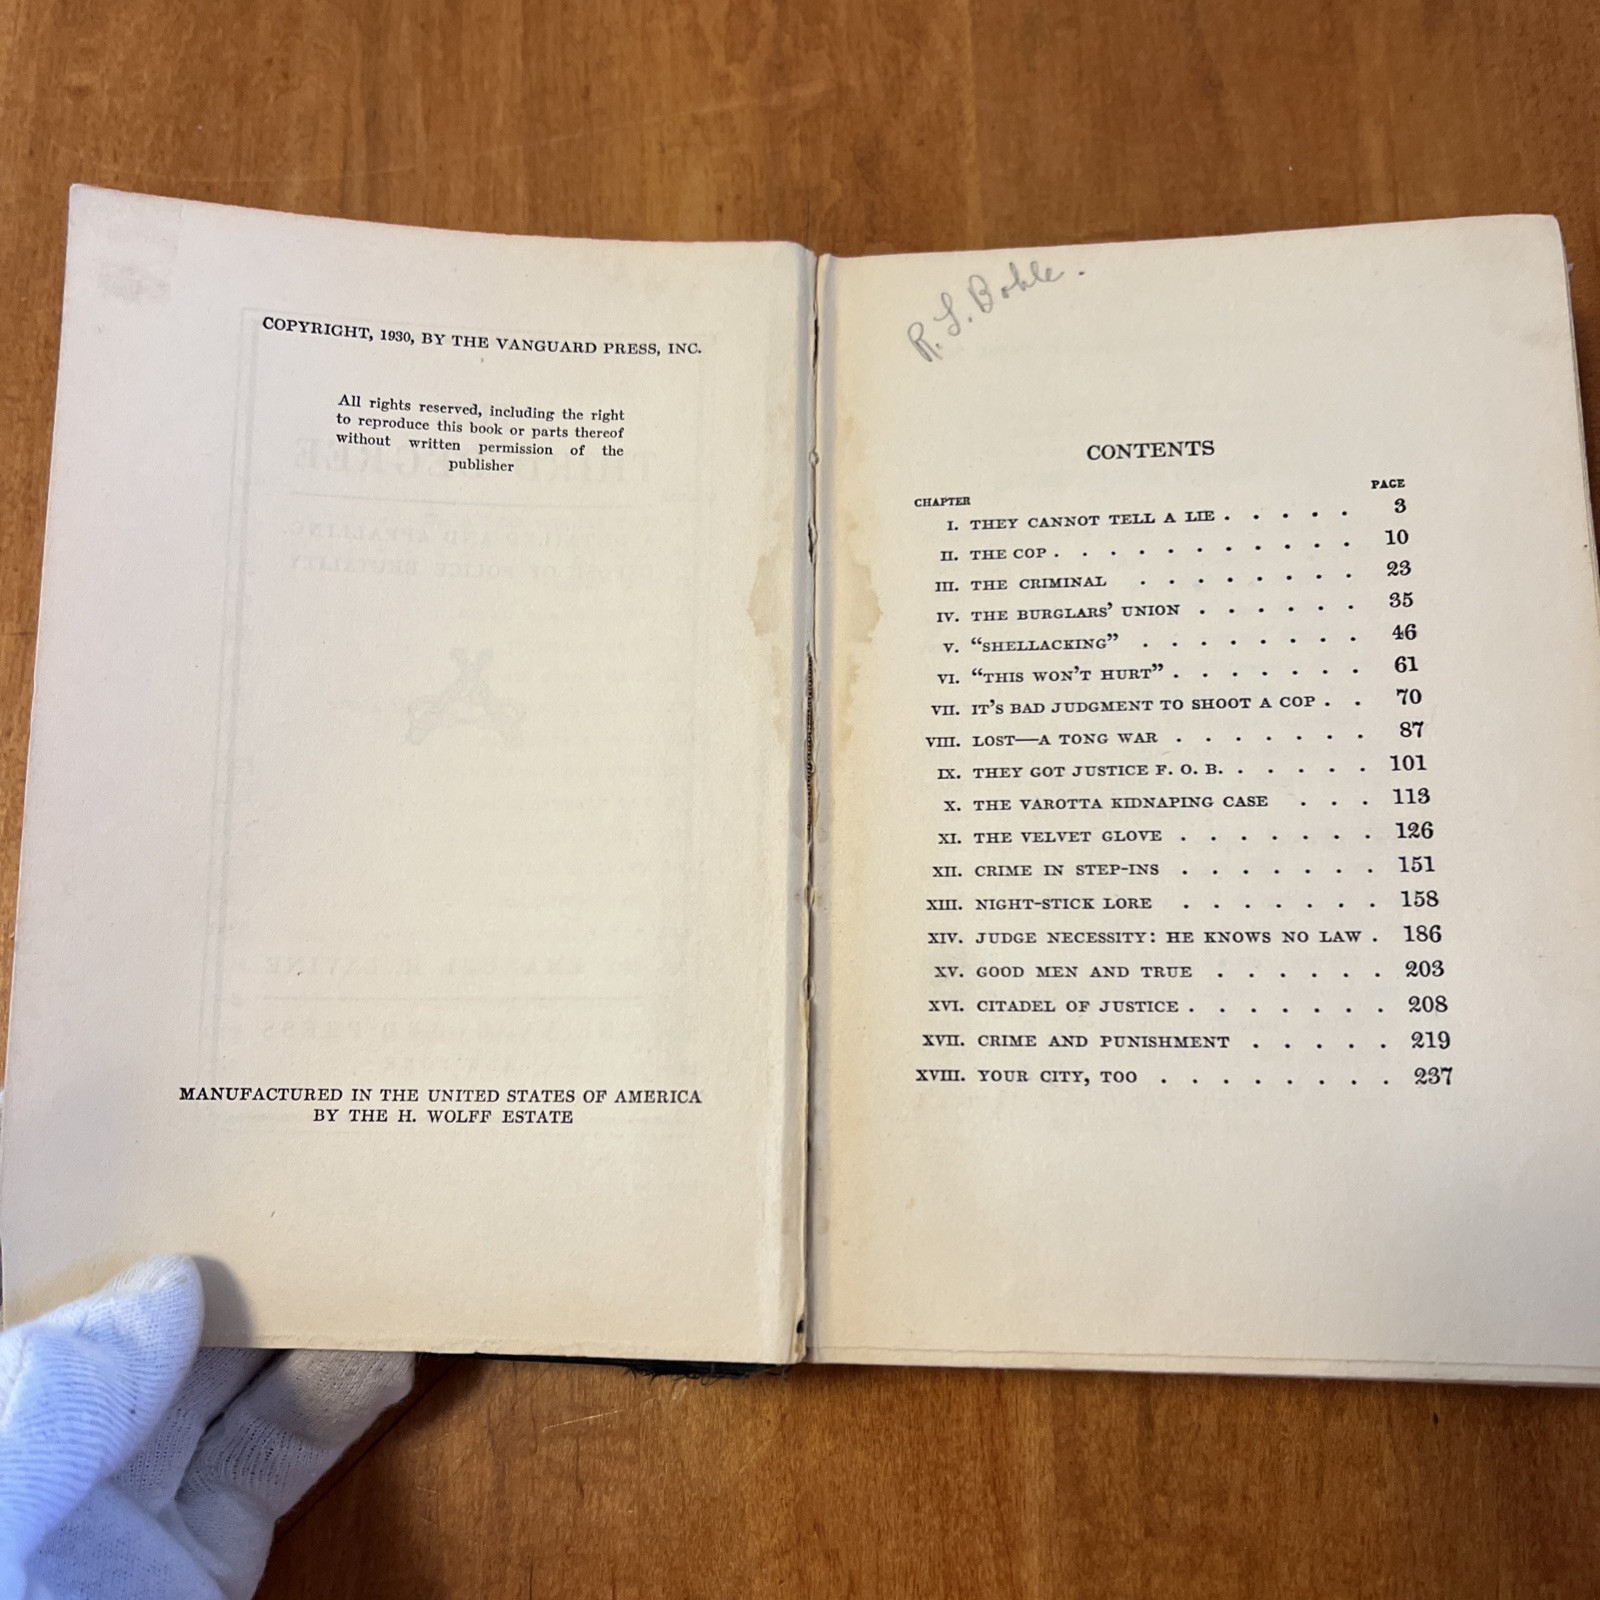 COPYRIGHT, 1930, BY THE VANGUARD PRESS, INC.
All rights reserved, including the right
to reproduce this book or parts thereof
without written permission of the
publisher
MANUFACTURED IN THE UNITED STATES OF AMERICA
BY THE H. WOLFF ESTATE
R. L. Bohle.
CONTENTS
CHAPTER PAGE
I. THEY CANNOT TELL A LIE . . . . . 3
II. THE COP . . . . . . . . . . . 10
III. THE CRIMINAL . . . . . . . . 23
IV. THE BURGLARS' UNION . . . . . . 35
V. “SHELLACKING” . . . . . . . . 46
VI. “THIS WON'T HURT” . . . . . . . 61
VII. IT'S BAD JUDGMENT TO SHOOT A COP . . 70
VIII. LOST—A TONG WAR . . . . . . . 87
IX. THEY GOT JUSTICE F. O. B. . . . . . 101
X. THE VAROTTA KIDNAPING CASE . . . 113
XI. THE VELVET GLOVE . . . . . . . 126
XII. CRIME IN STEP-INS . . . . . . . 151
XIII. NIGHT-STICK LORE . . . . . . . 158
XIV. JUDGE NECESSITY: HE KNOWS NO LAW . 186
XV. GOOD MEN AND TRUE . . . . . . 203
XVI. CITADEL OF JUSTICE . . . . . . . 208
XVII. CRIME AND PUNISHMENT . . . . . 219
XVIII. YOUR CITY, TOO . . . . . . . . 237